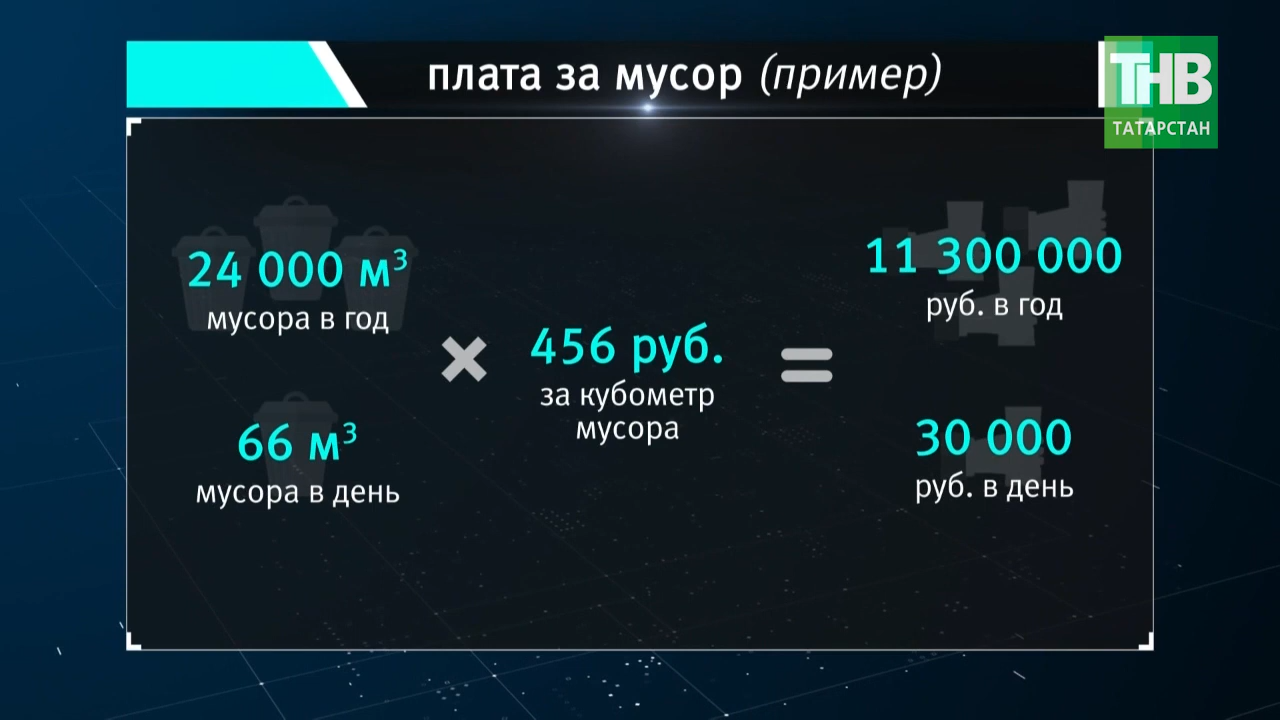 плата за мусор (пример)
ТНВ
ТАТАРСТАН
24 000 м³
мусора в год
66 м³
мусора в день
456 руб.
за кубометр
мусора
=
11 300 000
руб. в год
30 000
руб. в день